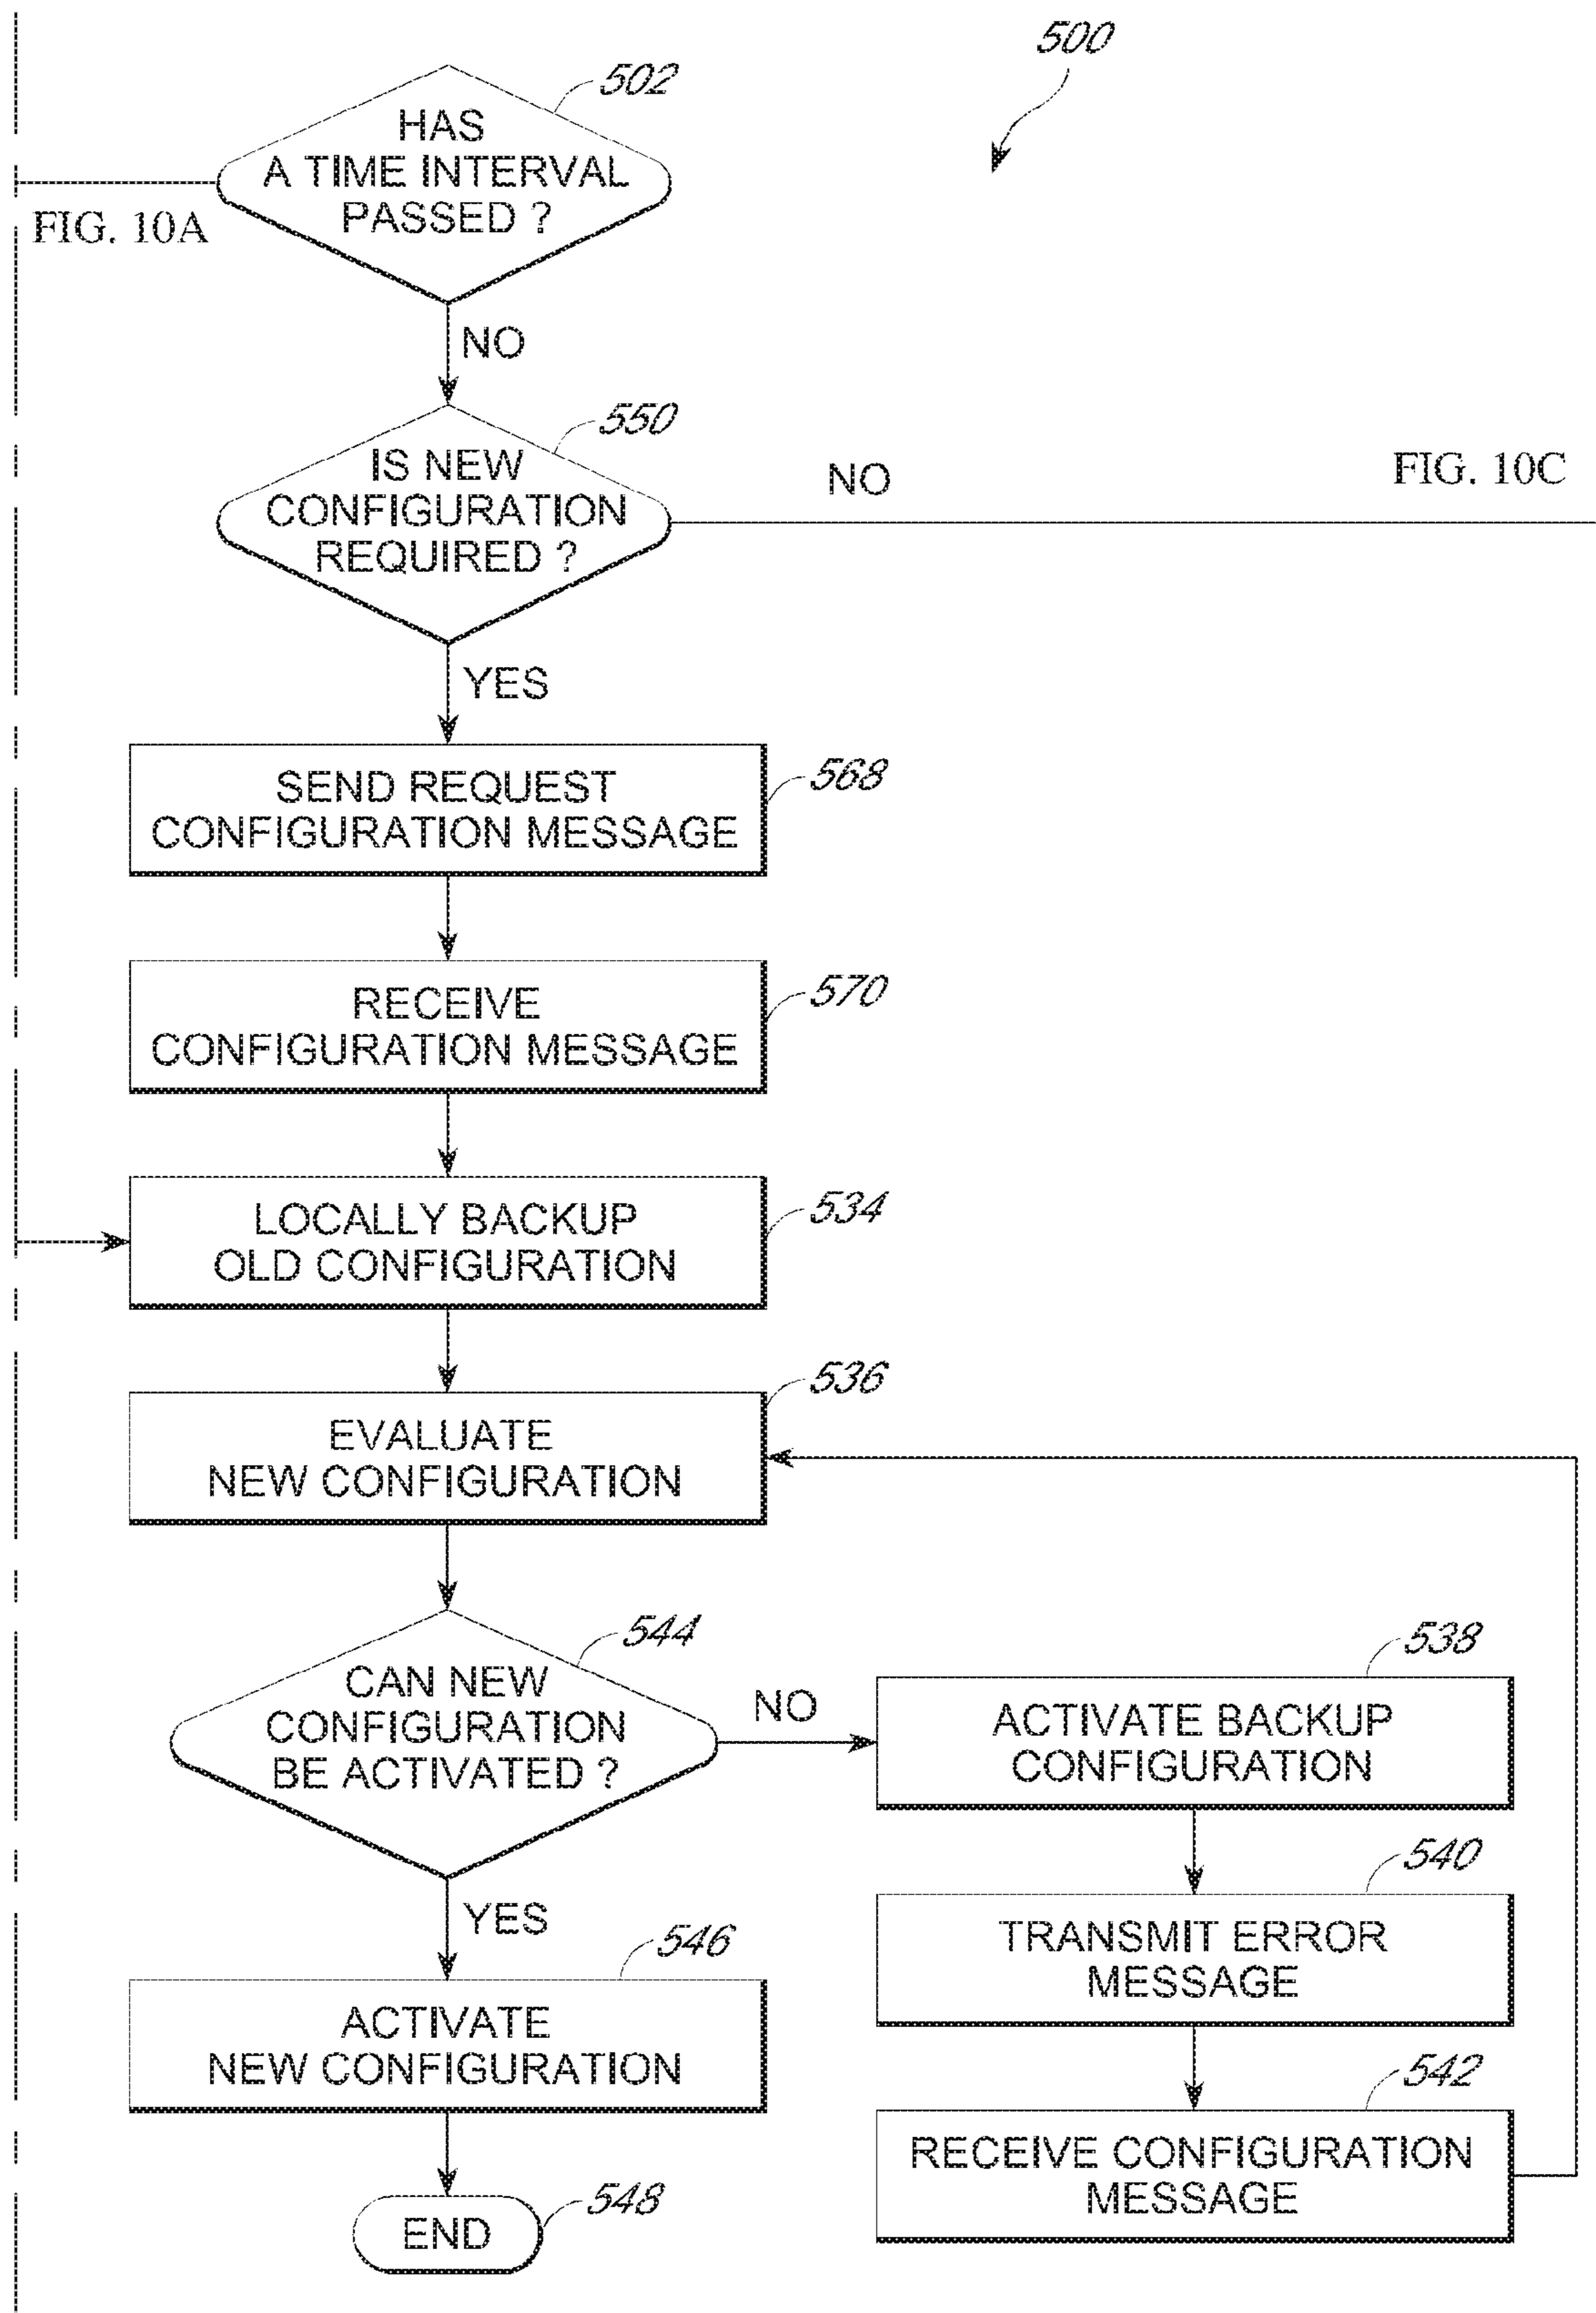 500
502
HAS
A TIME INTERVAL
PASSED ?
FIG. 10A
NO
550
IS NEW
CONFIGURATION
REQUIRED ?
NO
FIG. 10C
YES
568
SEND REQUEST
CONFIGURATION MESSAGE
570
RECEIVE
CONFIGURATION MESSAGE
534
LOCALLY BACKUP
OLD CONFIGURATION
536
EVALUATE
NEW CONFIGURATION
544
CAN NEW
CONFIGURATION
BE ACTIVATED ?
NO
538
ACTIVATE BACKUP
CONFIGURATION
540
TRANSMIT ERROR
MESSAGE
542
RECEIVE CONFIGURATION
MESSAGE
YES
546
ACTIVATE
NEW CONFIGURATION
548
END